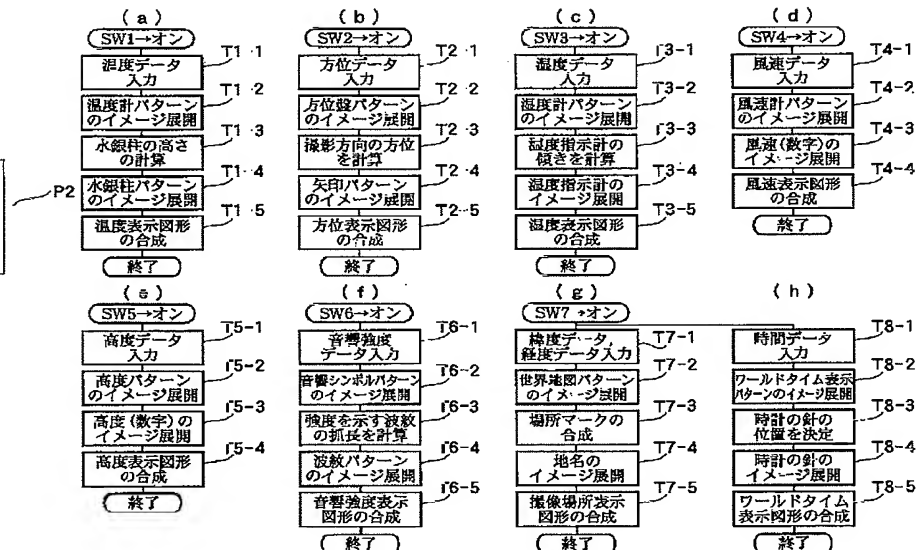 (a)
SW1→オン
温度データ
入力
T1-1
温度計パターン
のイメージ展開
T1-2
水銀柱の高さ
の計算
T1-3
水銀柱パターン
のイメージ展開
T1-4
温度表示図形
の合成
T1-5
終了
P2
(b)
SW2→オン
方位データ
入力
T2-1
方位盤パターン
のイメージ展開
T2-2
撮影方向の方位
を計算
T2-3
矢印パターン
のイメージ展開
T2-4
方位表示図形
の合成
T2-5
終了
(c)
SW3→オン
湿度データ
入力
T3-1
湿度計パターン
のイメージ展開
T3-2
湿度指示計の
傾きを計算
T3-3
湿度指示計の
イメージ展開
T3-4
湿度表示図形
の合成
T3-5
終了
(d)
SW4→オン
風速データ
入力
T4-1
風速計パターン
のイメージ展開
T4-2
風速(数字)の
イメージ展開
T4-3
風速表示図形
の合成
T4-4
終了
(e)
SW5→オン
高度データ
入力
T5-1
高度パターン
のイメージ展開
T5-2
高度(数字)の
イメージ展開
T5-3
高度表示図形
の合成
T5-4
終了
(f)
SW6→オン
音響強度
データ入力
T6-1
音響シンボルパターン
のイメージ展開
T6-2
強度を示す波紋
の拡長を計算
T6-3
波紋パターン
のイメージ展開
T6-4
音響強度表示
図形の合成
T6-5
終了
(g)
SW7→オン
緯度データ,
経度データ入力
T7-1
世界地図パターン
のイメージ展開
T7-2
場所マークの
合成
T7-3
地名の
イメージ展開
T7-4
撮像場所表示
図形の合成
T7-5
終了
(h)
時間データ
入力
T8-1
ワールドタイム表示
パターンのイメージ展開
T8-2
時計の針の
位置を決定
T8-3
時計の針の
イメージ展開
T8-4
ワールドタイム
表示図形の合成
T8-5
終了